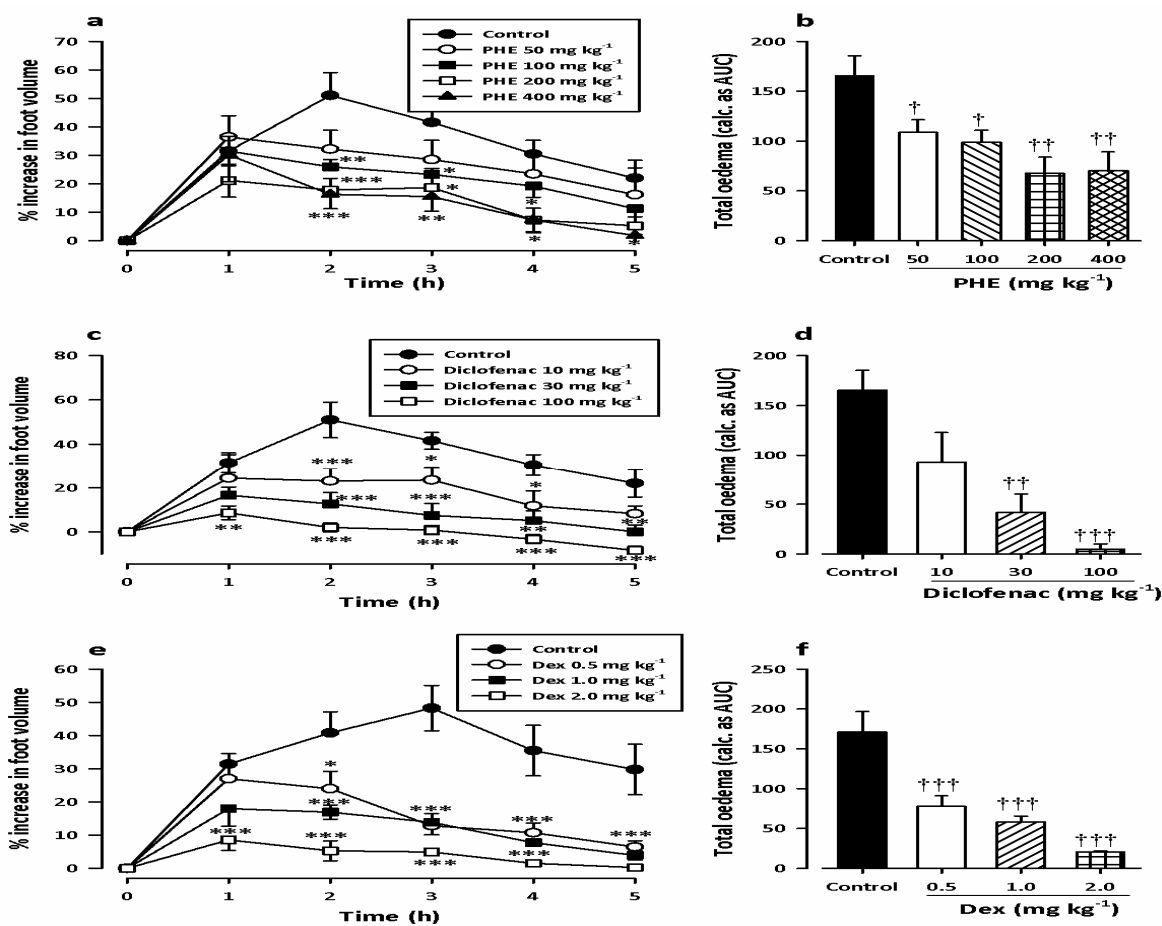 a
% increase in foot volume
70
60
50
40
30
20
10
0
Control
PHE 50 mg kg-1
PHE 100 mg kg-1
PHE 200 mg kg-1
PHE 400 mg kg-1
**
*
***
*
*
***
**
*
*
0 1 2 3 4 5
Time (h)
b
Total oedema (calc. as AUC)
200
150
100
50
0
†
†
††
††
Control 50 100 200 400
PHE (mg kg-1)
c
% increase in foot volume
80
60
40
20
0
Control
Diclofenac 10 mg kg-1
Diclofenac 30 mg kg-1
Diclofenac 100 mg kg-1
***
*
*
***
***
**
**
**
***
***
***
***
0 1 2 3 4 5
Time (h)
d
Total oedema (calc. as AUC)
200
150
100
50
0
††
†††
Control 10 30 100
Diclofenac (mg kg-1)
e
% increase in foot volume
60
50
40
30
20
10
0
Control
Dex 0.5 mg kg-1
Dex 1.0 mg kg-1
Dex 2.0 mg kg-1
*
***
***
***
***
***
***
***
***
0 1 2 3 4 5
Time (h)
f
Total oedema (calc. as AUC)
250
200
150
100
50
0
†††
†††
†††
Control 0.5 1.0 2.0
Dex (mg kg-1)